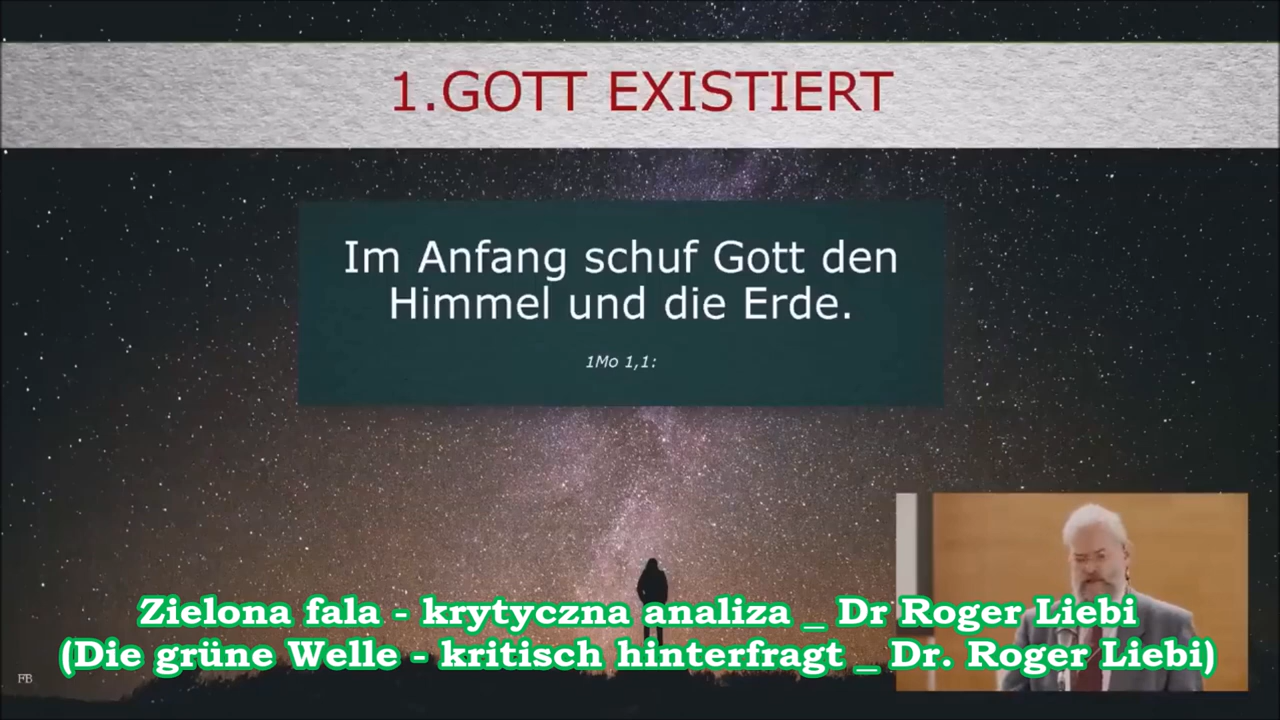 1.GOTT EXISTIERT
Im Anfang schuf Gott den
Himmel und die Erde.
1Mo 1,1:
Zielona fala - krytyczna analiza _ Dr Roger Liebi
(Die grüne Welle - kritisch hinterfragt _ Dr. Roger Liebi)
FB